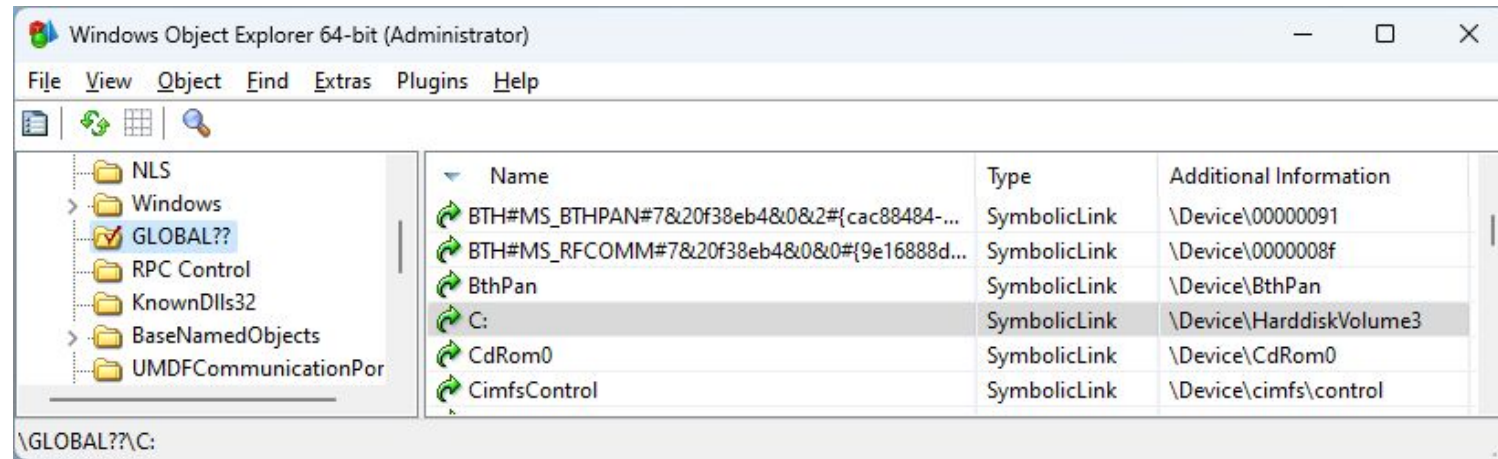 Windows Object Explorer 64-bit (Administrator)
File View Object Find Extras Plugins Help
NLS
Windows
GLOBAL??
RPC Control
KnownDlls32
BaseNamedObjects
UMDFCommunicationPor
Name Type Additional Information
BTH#MS_BTHPAN#7&20f38eb4&0&2#{cac88484-... SymbolicLink \Device\00000091
BTH#MS_RFCOMM#7&20f38eb4&0&0#{9e16888d... SymbolicLink \Device\0000008f
BthPan SymbolicLink \Device\BthPan
C: SymbolicLink \Device\HarddiskVolume3
CdRom0 SymbolicLink \Device\CdRom0
CimfsControl SymbolicLink \Device\cimfs\control
\GLOBAL??\C: